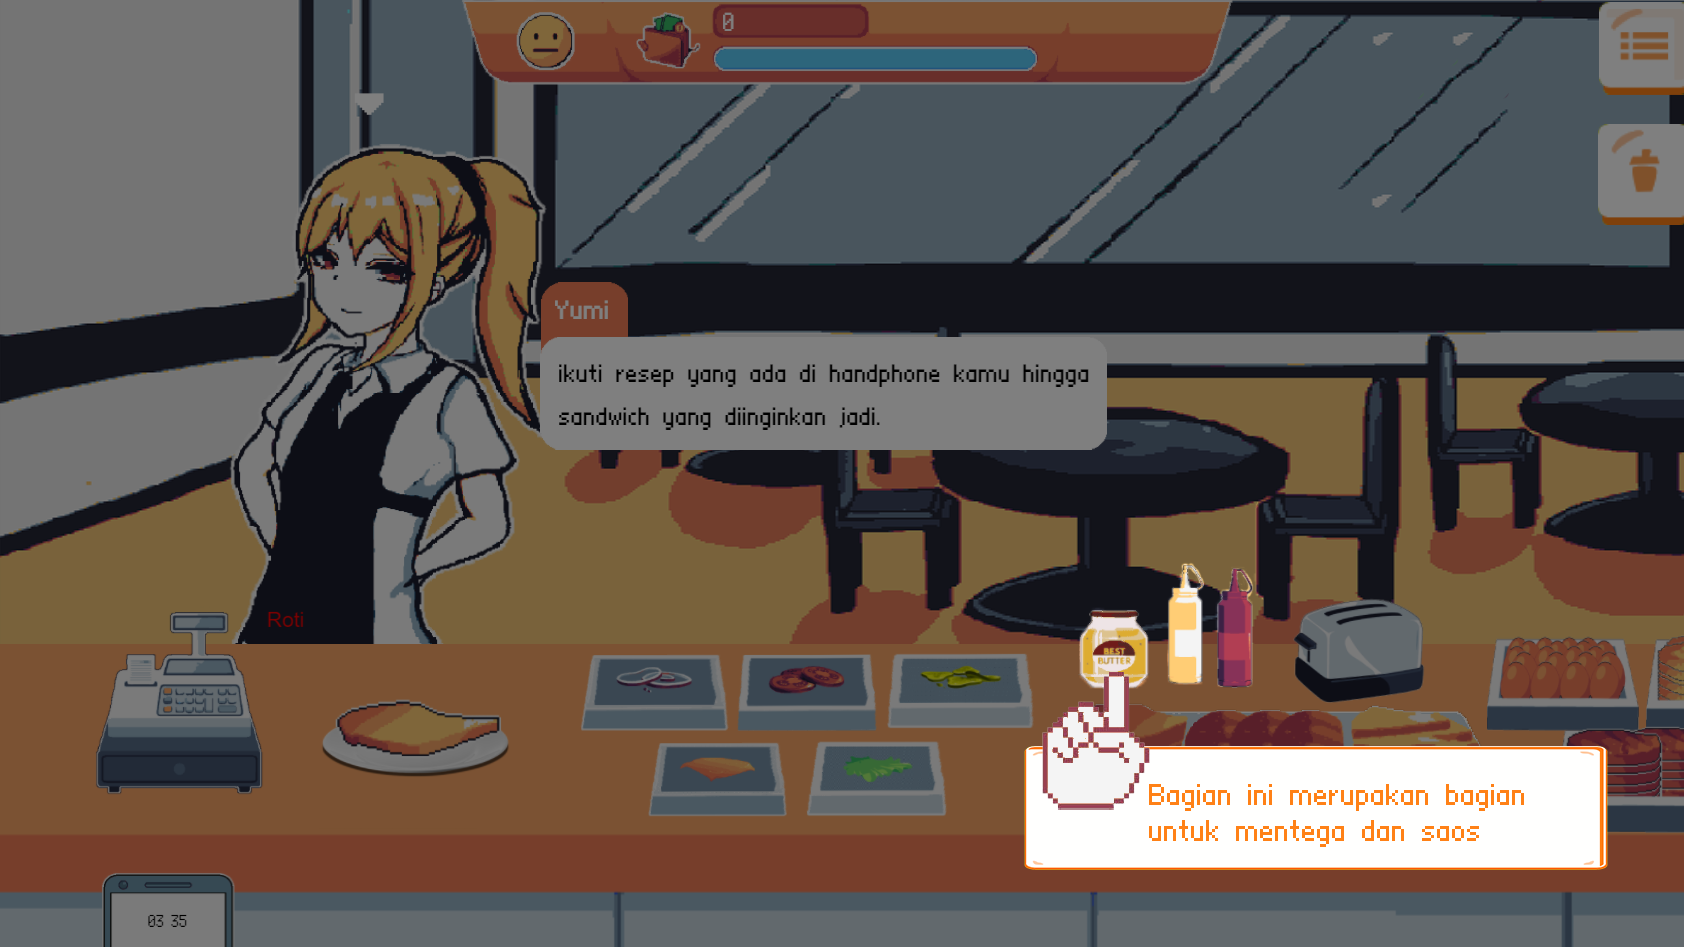 0
Yumi
ikuti resep yang ada di handphone kamu hingga
sandwich yang diinginkan jadi.
Roti
BEST
BUTTER
Bagian ini merupakan bagian
untuk mentega dan saos
03 35